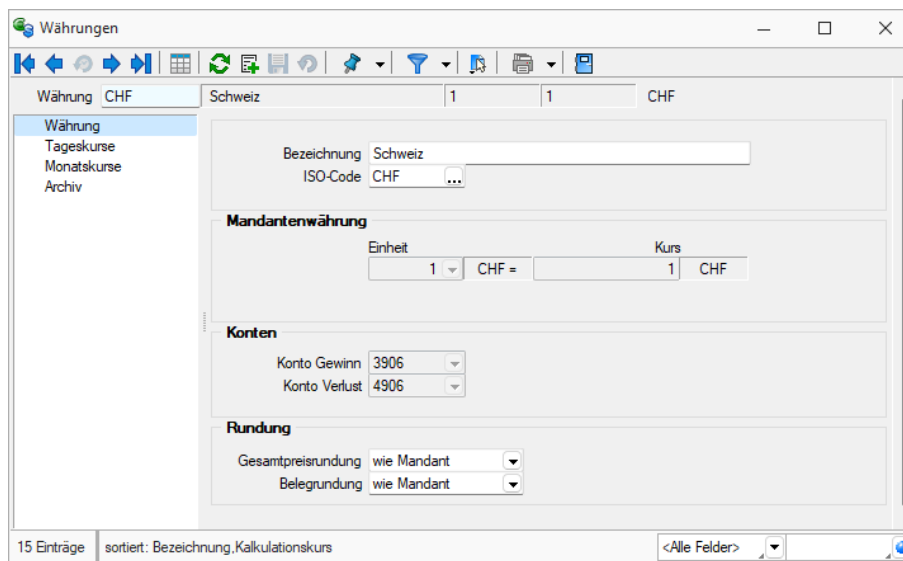 Währungen
Währung CHF Schweiz 1 1 CHF
Währung
Tageskurse
Monatskurse
Archiv
Bezeichnung Schweiz
ISO-Code CHF ...
Mandantenwährung
Einheit Kurs
1 CHF = 1 CHF
Konten
Konto Gewinn 3906
Konto Verlust 4906
Rundung
Gesamtpreisrundung wie Mandant
Belegrundung wie Mandant
15 Einträge sortiert: Bezeichnung,Kalkulationskurs <Alle Felder>